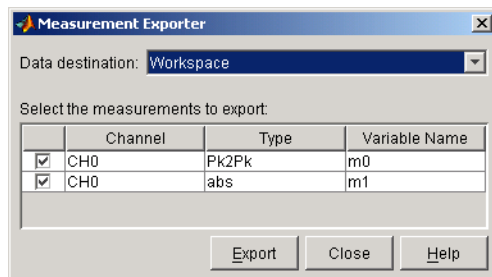 Measurement Exporter
Data destination: Workspace
Select the measurements to export:
Channel Type Variable Name
CH0 Pk2Pk m0
CH0 abs m1
Export Close Help